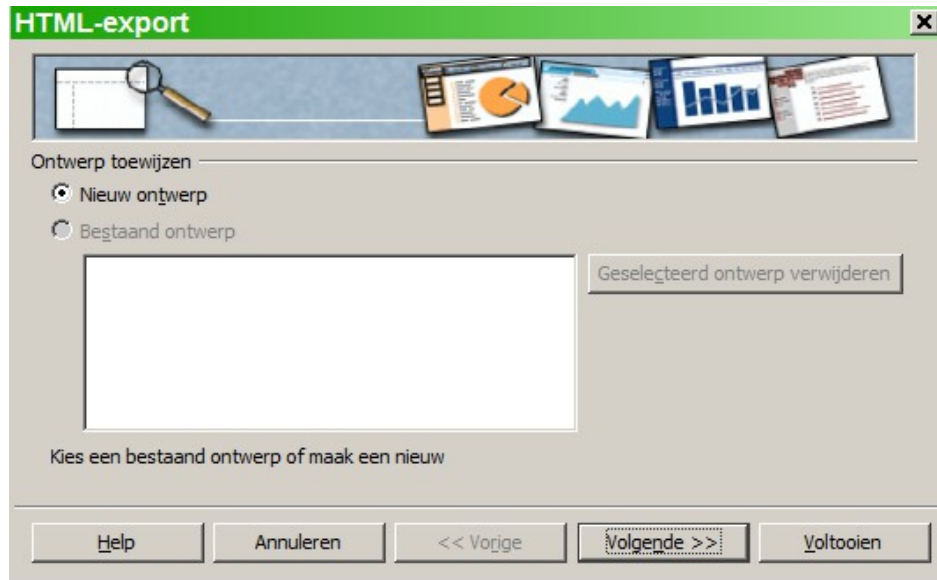 HTML-export
Ontwerp toewijzen
Nieuw ontwerp
Bestaand ontwerp
Geselecteerd ontwerp verwijderen
Kies een bestaand ontwerp of maak een nieuw
Help
Annuleren
<< Vorige
Volgende >>
Voltooien